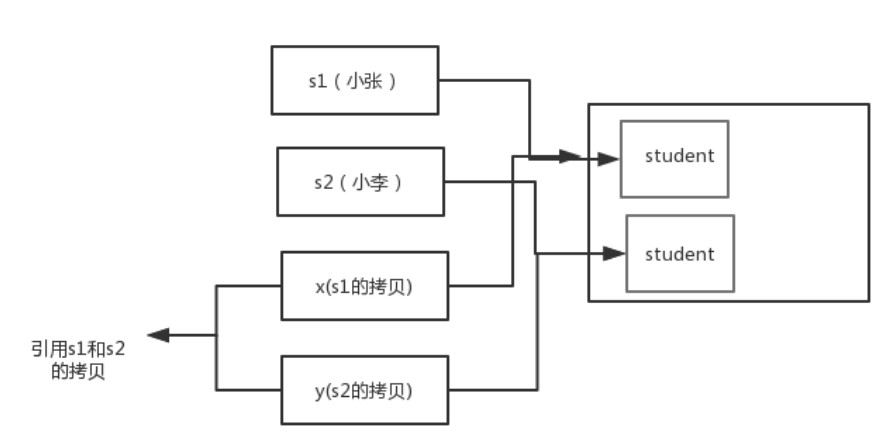 s1（小张）
student
s2（小李）
student
x(s1的拷贝)
引用s1和s2
的拷贝
y(s2的拷贝)